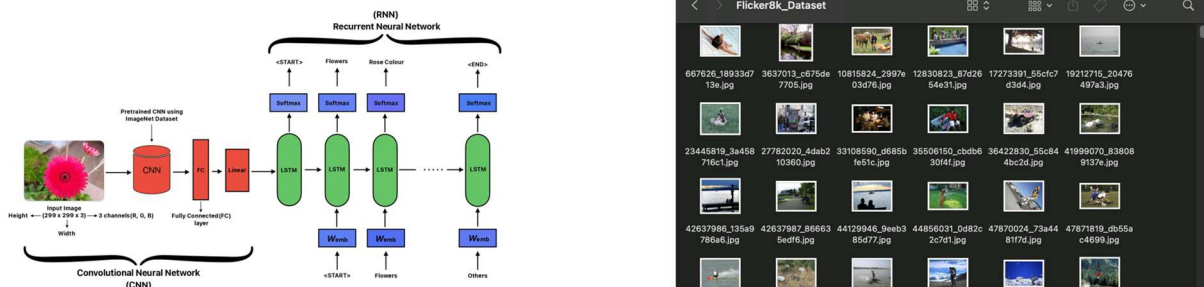 (RNN)
Recurrent Neural Network
<START>
Flowers
Rose Colour
<END>
Softmax
Softmax
Softmax
Softmax
Pretrained CNN using
ImageNet Dataset
CNN
FC
Linear
LSTM
LSTM
LSTM
......
LSTM
Input Image
Height
(299 x 299 x 3)
3 channels(R, G, B)
Width
Fully Connected(FC)
layer
Wemb
Wemb
Wemb
<START>
Flowers
Others
Convolutional Neural Network
(CNN)
Flicker8k_Dataset
667626_18933d7
13e.jpg
3637013_c675de
7705.jpg
10815824_2997e
03d76.jpg
12830823_87d26
54e31.jpg
17273391_55cfc7
d3d4.jpg
19212715_20476
497a3.jpg
23445819_3a458
716c1.jpg
27782020_4dab2
10360.jpg
33108590_d685b
fe51c.jpg
35506150_cbdb6
30f4f.jpg
36422830_55c84
4bc2d.jpg
41999070_83808
9137e.jpg
42637986_135a9
786a6.jpg
42637987_86663
5edf6.jpg
44129946_9eeb3
85d77.jpg
44856031_0d82c
2c7d1.jpg
47870024_73a44
81f7d.jpg
47871819_db55a
c4699.jpg